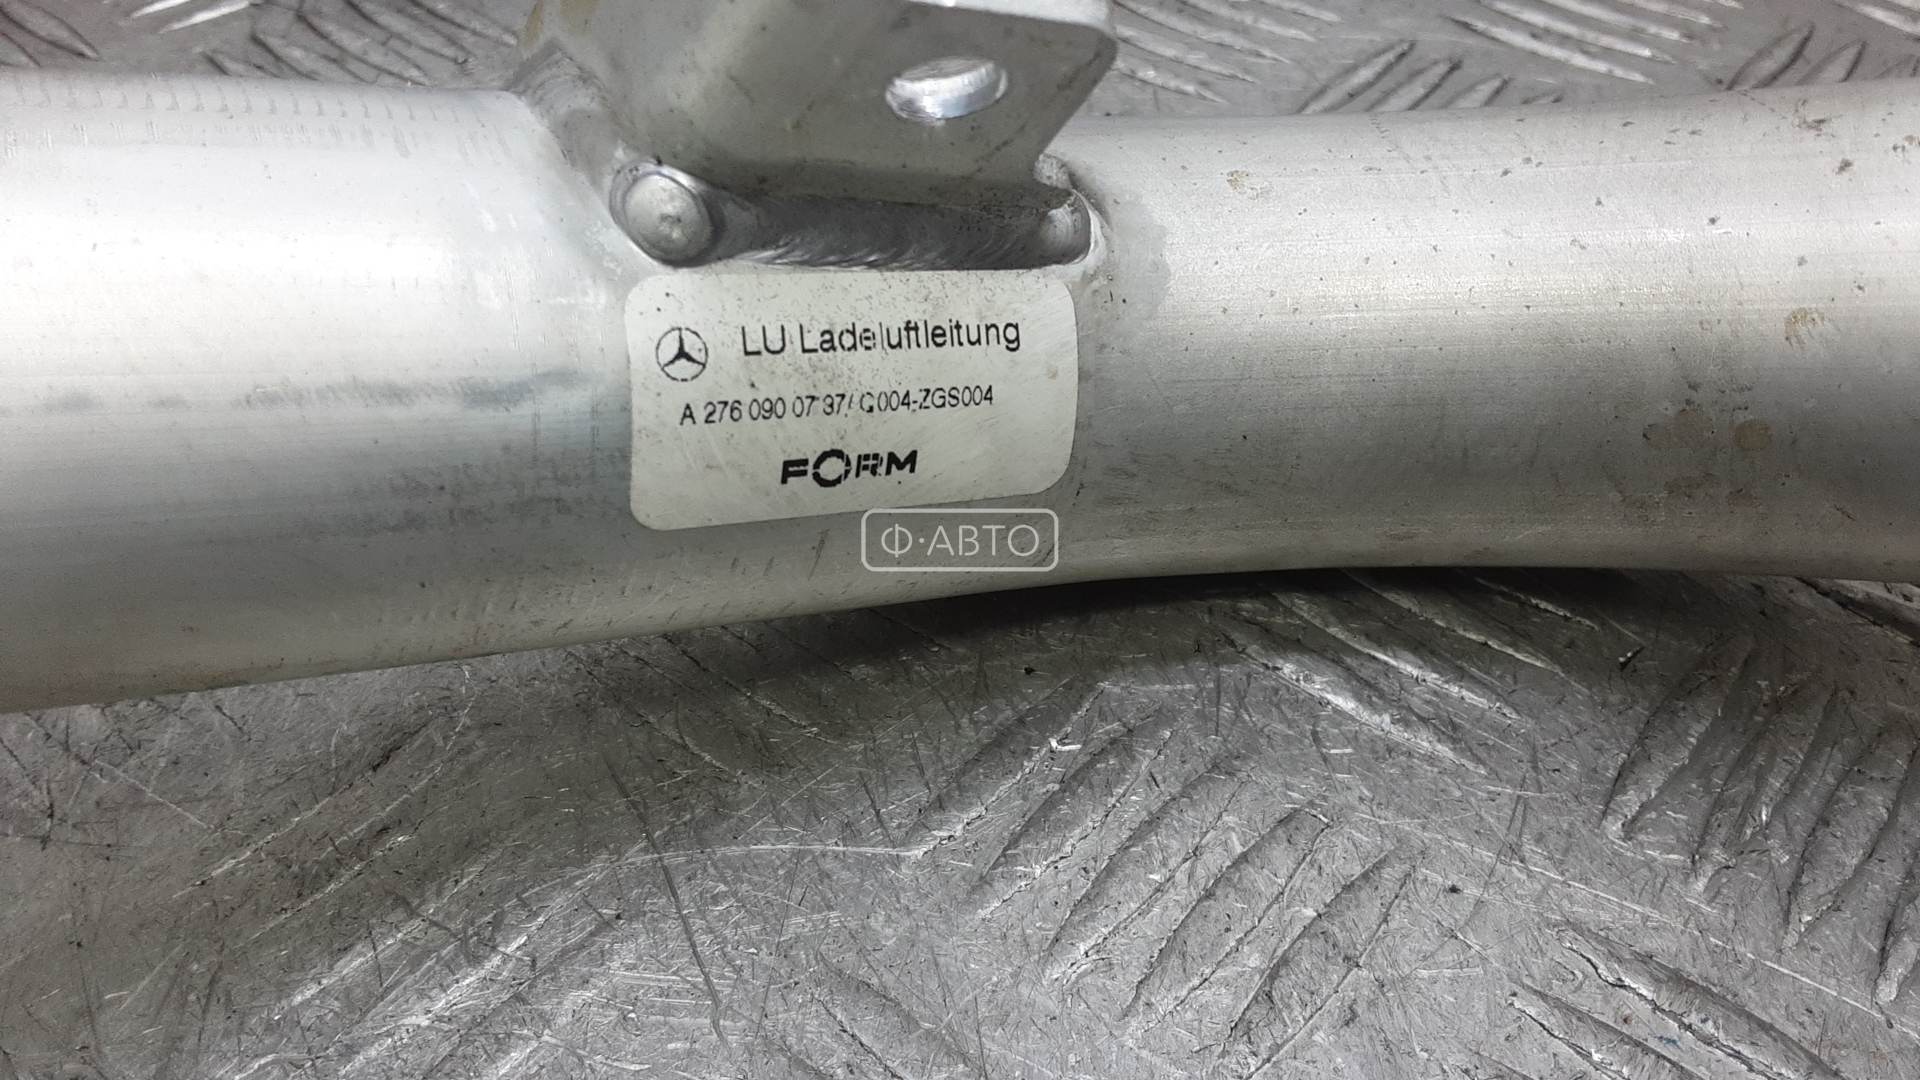 LU Ladeluftleitung
A 276 090 07 37/ Q004-ZGS004
FORM
Ф·АВТО